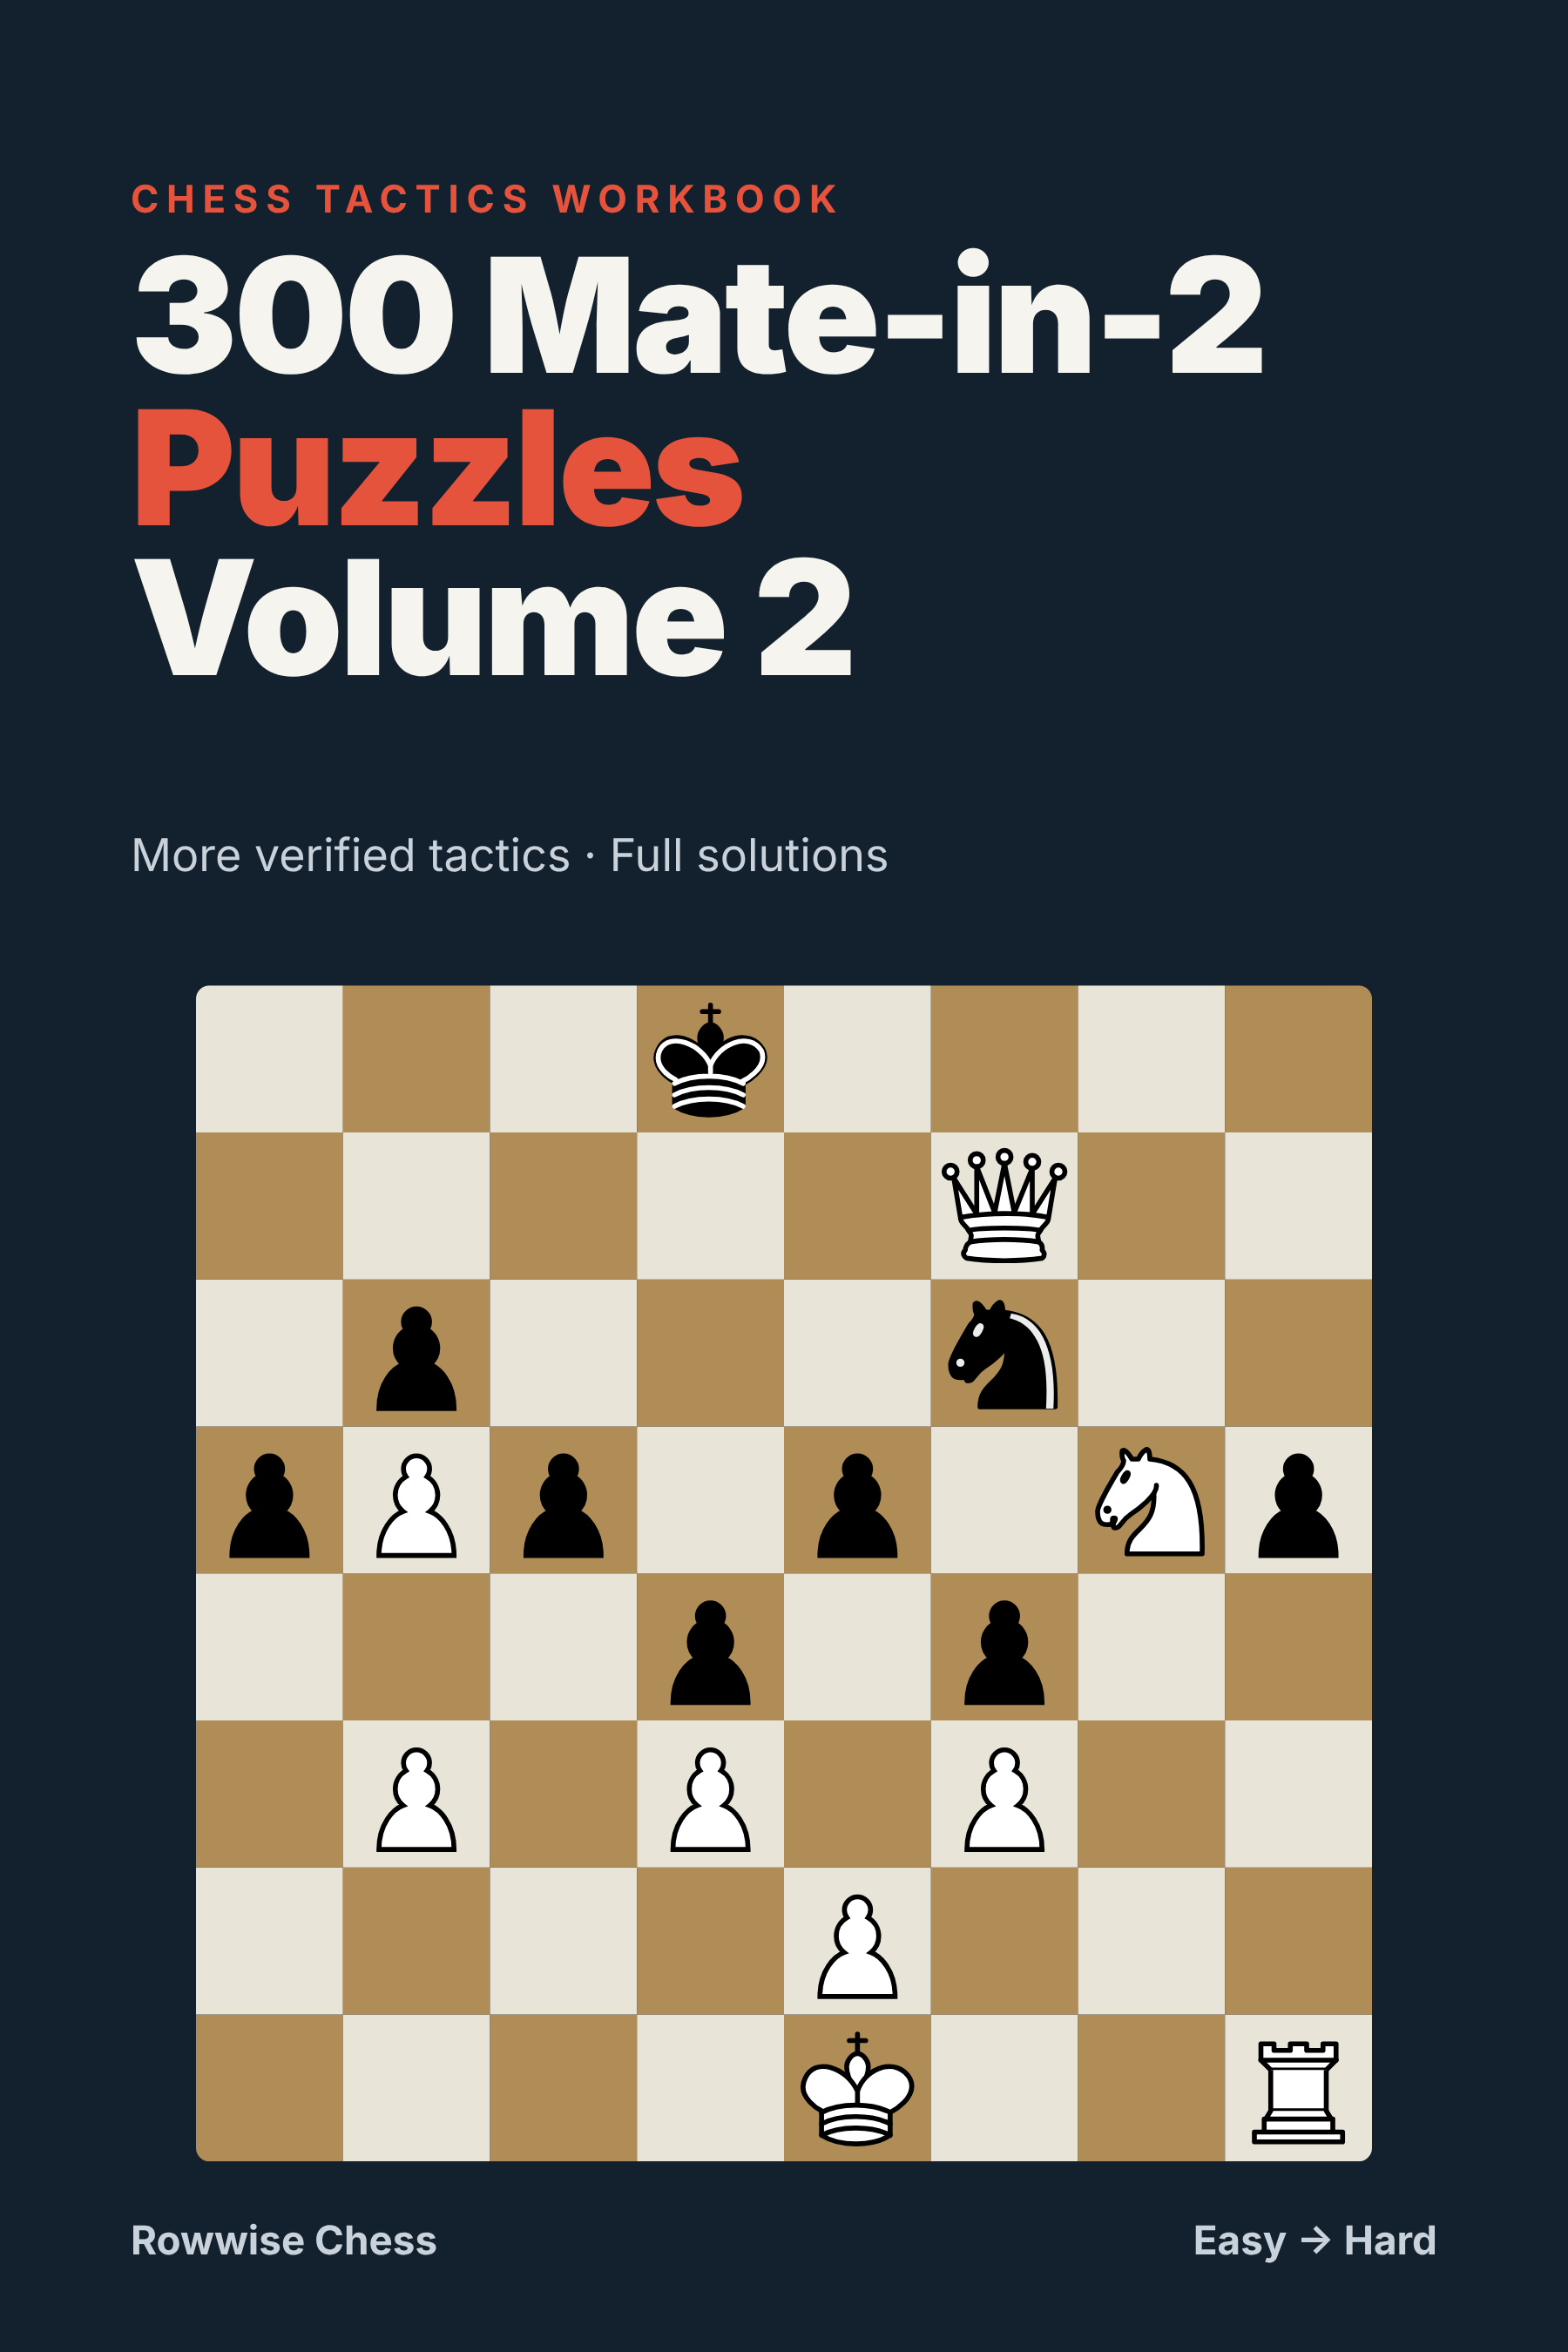 CHESS TACTICS WORKBOOK
300 Mate-in-2
Puzzles
Volume 2
More verified tactics · Full solutions
Rowwise Chess
Easy → Hard